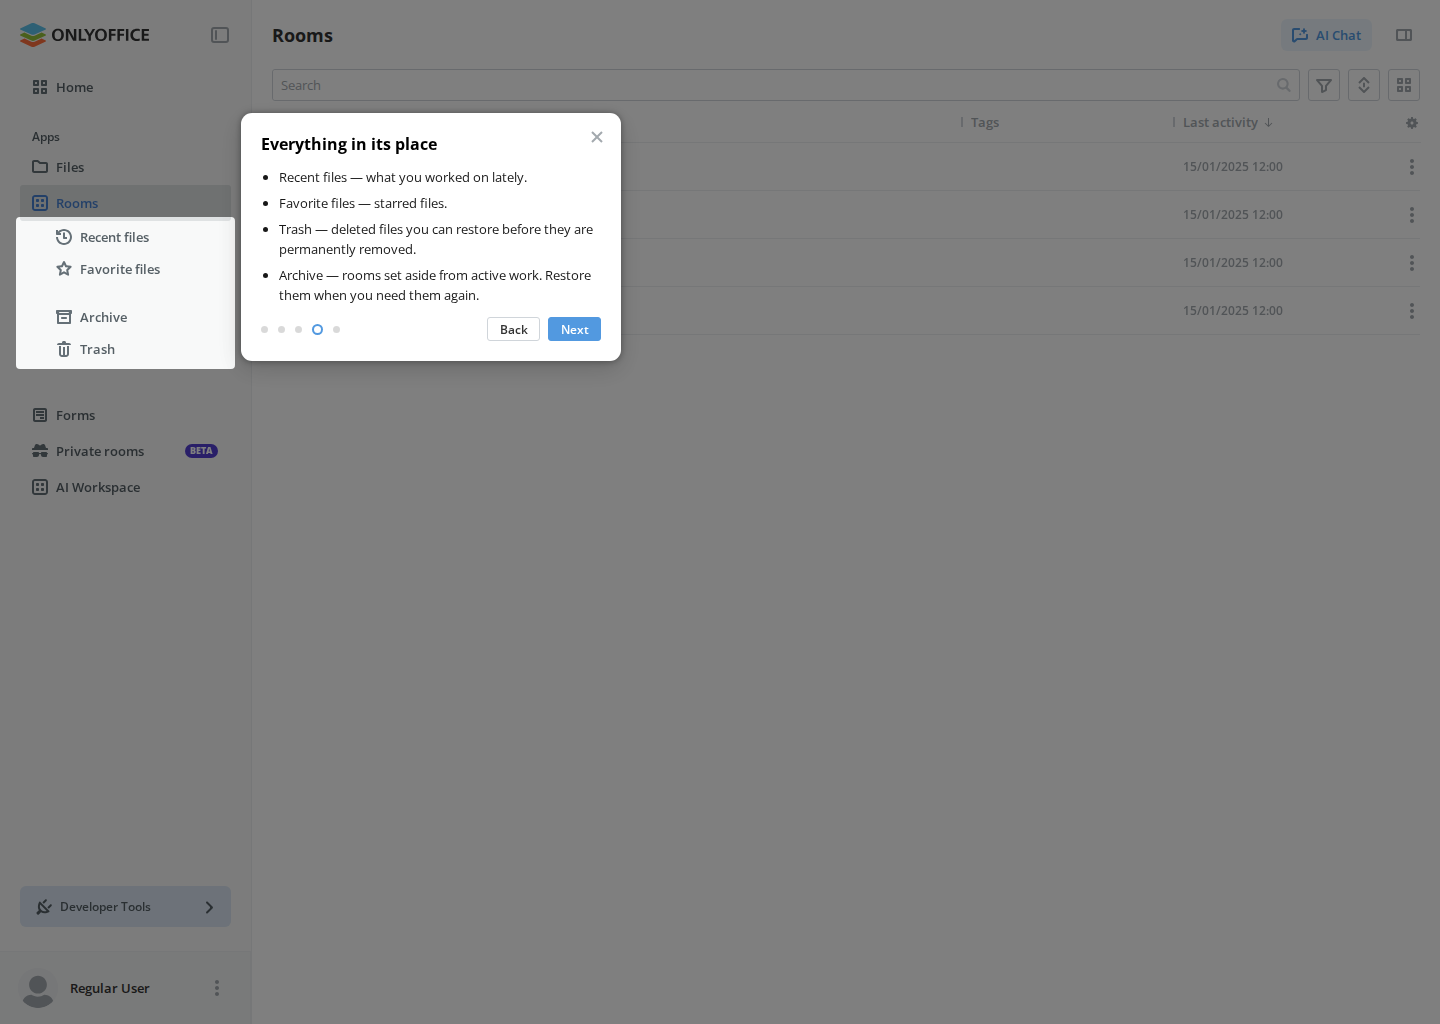 ONLYOFFICE
Home
Apps
Files
Rooms
Recent files
Favorite files
Archive
Trash
Forms
Private rooms BETA
AI Workspace
Developer Tools
Regular User
Rooms
AI Chat
Search
Tags
Last activity
15/01/2025 12:00
15/01/2025 12:00
15/01/2025 12:00
15/01/2025 12:00
Everything in its place
Recent files — what you worked on lately.
Favorite files — starred files.
Trash — deleted files you can restore before they are
permanently removed.
Archive — rooms set aside from active work. Restore
them when you need them again.
Back
Next